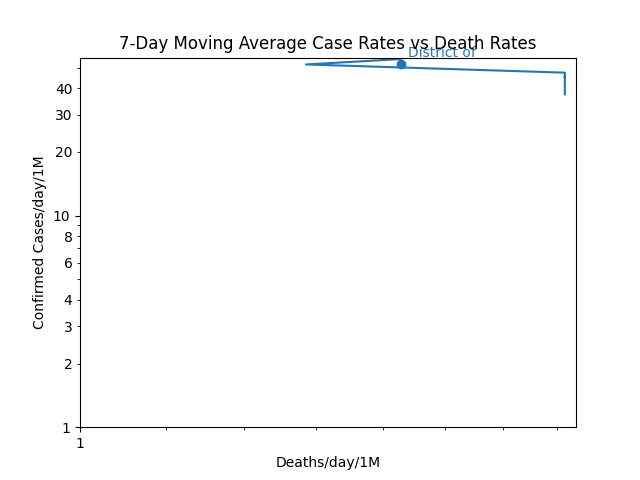 7-Day Moving Average Case Rates vs Death Rates
District of
40
30
20
10
8
6
4
3
2
1
1
Confirmed Cases/day/1M
Deaths/day/1M